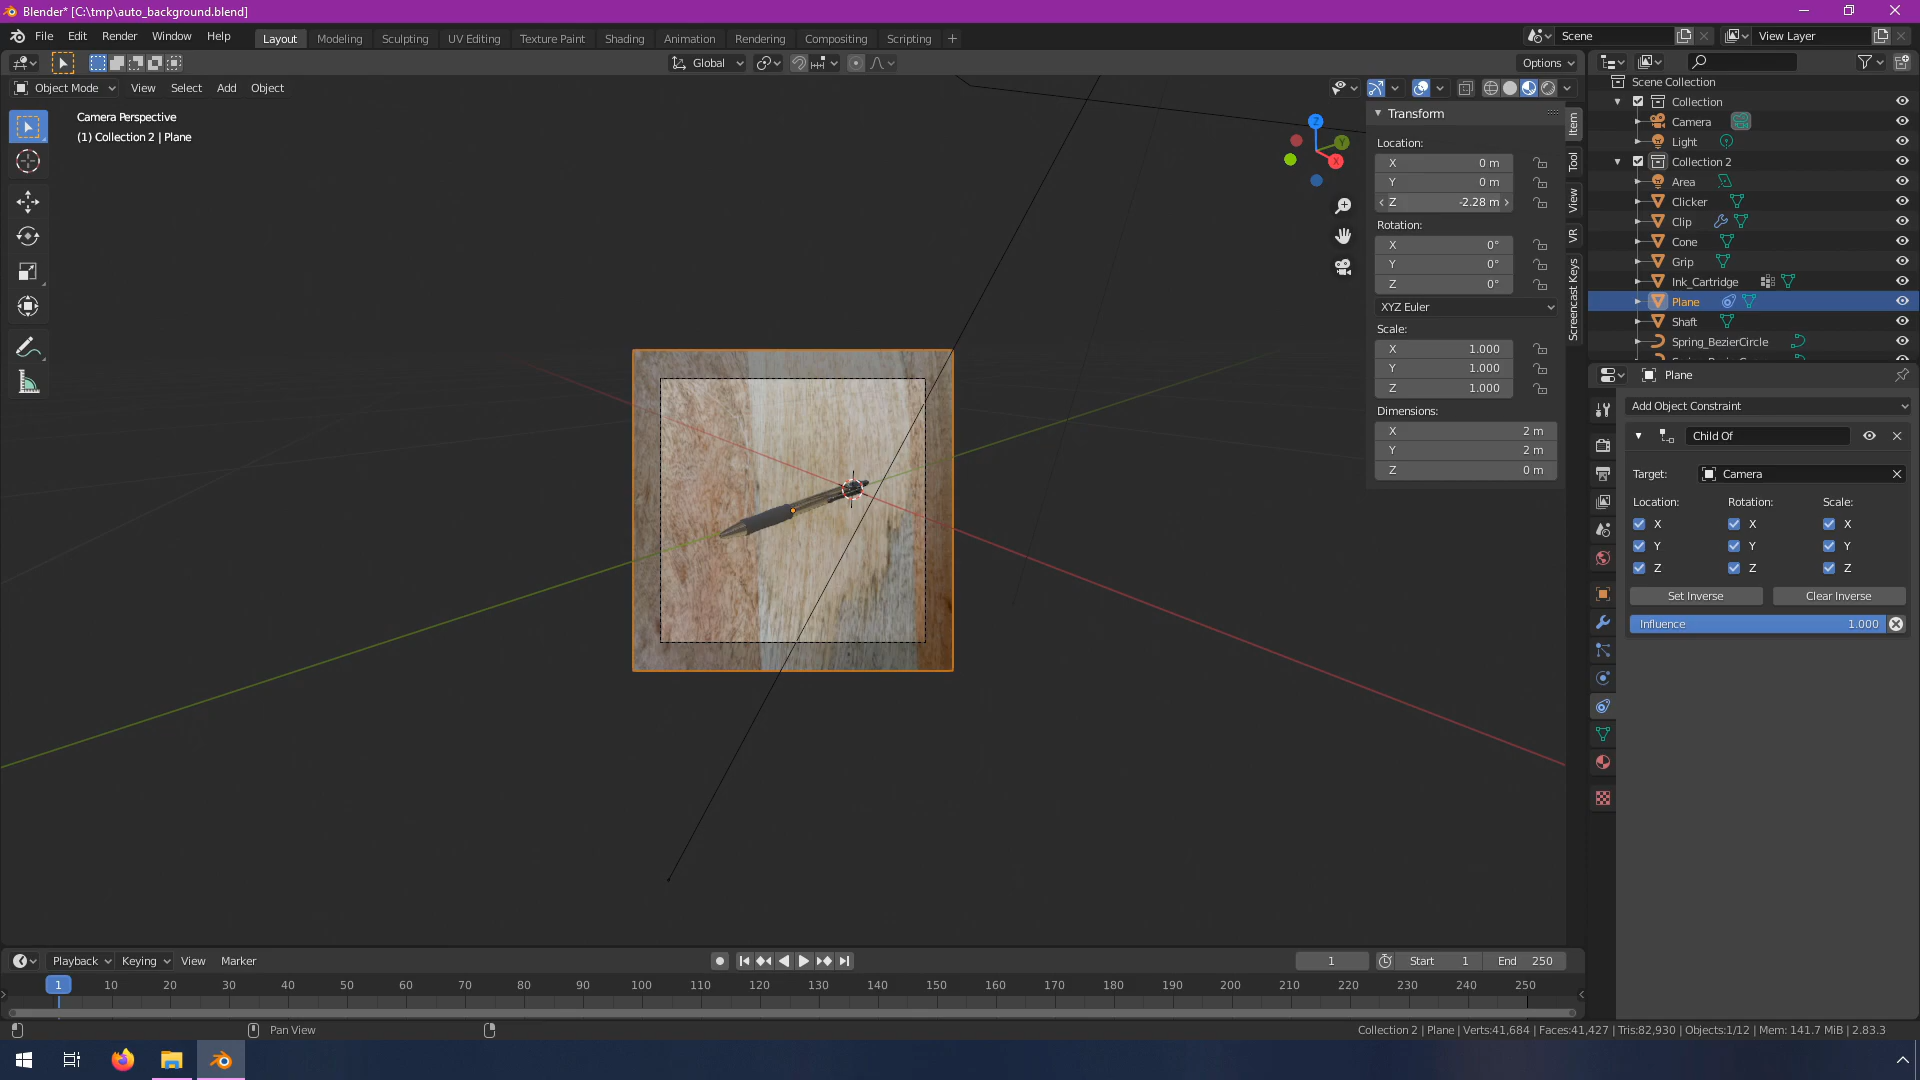 Blender* [C:\tmp\auto_background.blend]
File Edit Render Window Help
Layout Modeling Sculpting UV Editing Texture Paint Shading Animation Rendering Compositing Scripting +
Scene
View Layer
Global
Options
Object Mode View Select Add Object
Camera Perspective
(1) Collection 2 | Plane
Transform
Location:
X 0 m
Y 0 m
Z -2.28 m
Rotation:
X 0°
Y 0°
Z 0°
XYZ Euler
Scale:
X 1.000
Y 1.000
Z 1.000
Dimensions:
X 2 m
Y 2 m
Z 0 m
Item
Tool
View
VR
Screencast Keys
Z
Y
X
Scene Collection
Collection
Camera
Light
Collection 2
Area
Clicker
Clip
Cone
Grip
Ink_Cartridge
Plane
Shaft
Spring_BezierCircle
Plane
Add Object Constraint
Child Of
Target: Camera
Location: Rotation: Scale:
X X X
Y Y Y
Z Z Z
Set Inverse Clear Inverse
Influence 1.000
Playback Keying View Marker
1 Start 1 End 250
1 10 20 30 40 50 60 70 80 90 100 110 120 130 140 150 160 170 180 190 200 210 220 230 240 250
Pan View
Collection 2 | Plane | Verts:41,684 | Faces:41,427 | Tris:82,930 | Objects:1/12 | Mem: 141.7 MiB | 2.83.3